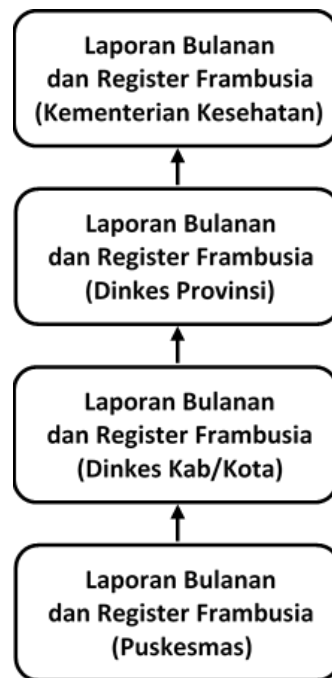 Laporan Bulanan
dan Register Frambusia
(Kementerian Kesehatan)
Laporan Bulanan
dan Register Frambusia
(Dinkes Provinsi)
Laporan Bulanan
dan Register Frambusia
(Dinkes Kab/Kota)
Laporan Bulanan
dan Register Frambusia
(Puskesmas)